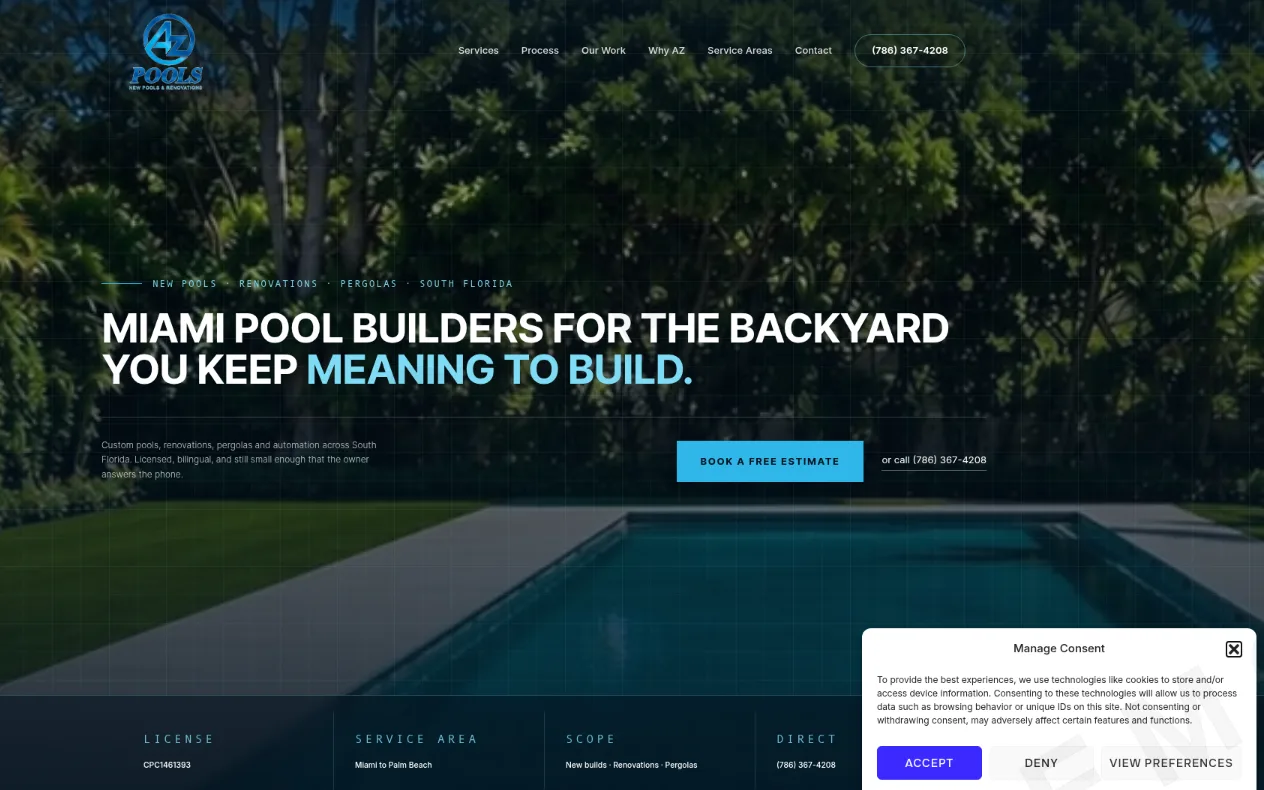 AZ
POOLS
NEW POOLS & RENOVATIONS
Services
Process
Our Work
Why AZ
Service Areas
Contact
(786) 367-4208
NEW POOLS · RENOVATIONS · PERGOLAS · SOUTH FLORIDA
MIAMI POOL BUILDERS FOR THE BACKYARD
YOU KEEP MEANING TO BUILD.
Custom pools, renovations, pergolas and automation across South
Florida. Licensed, bilingual, and still small enough that the owner
answers the phone.
BOOK A FREE ESTIMATE
or call (786) 367-4208
LICENSE
CPC1461393
SERVICE AREA
Miami to Palm Beach
SCOPE
New builds · Renovations · Pergolas
DIRECT
(786) 367-4208
Manage Consent
To provide the best experiences, we use technologies like cookies to store and/or
access device information. Consenting to these technologies will allow us to process
data such as browsing behavior or unique IDs on this site. Not consenting or
withdrawing consent, may adversely affect certain features and functions.
ACCEPT
DENY
VIEW PREFERENCES